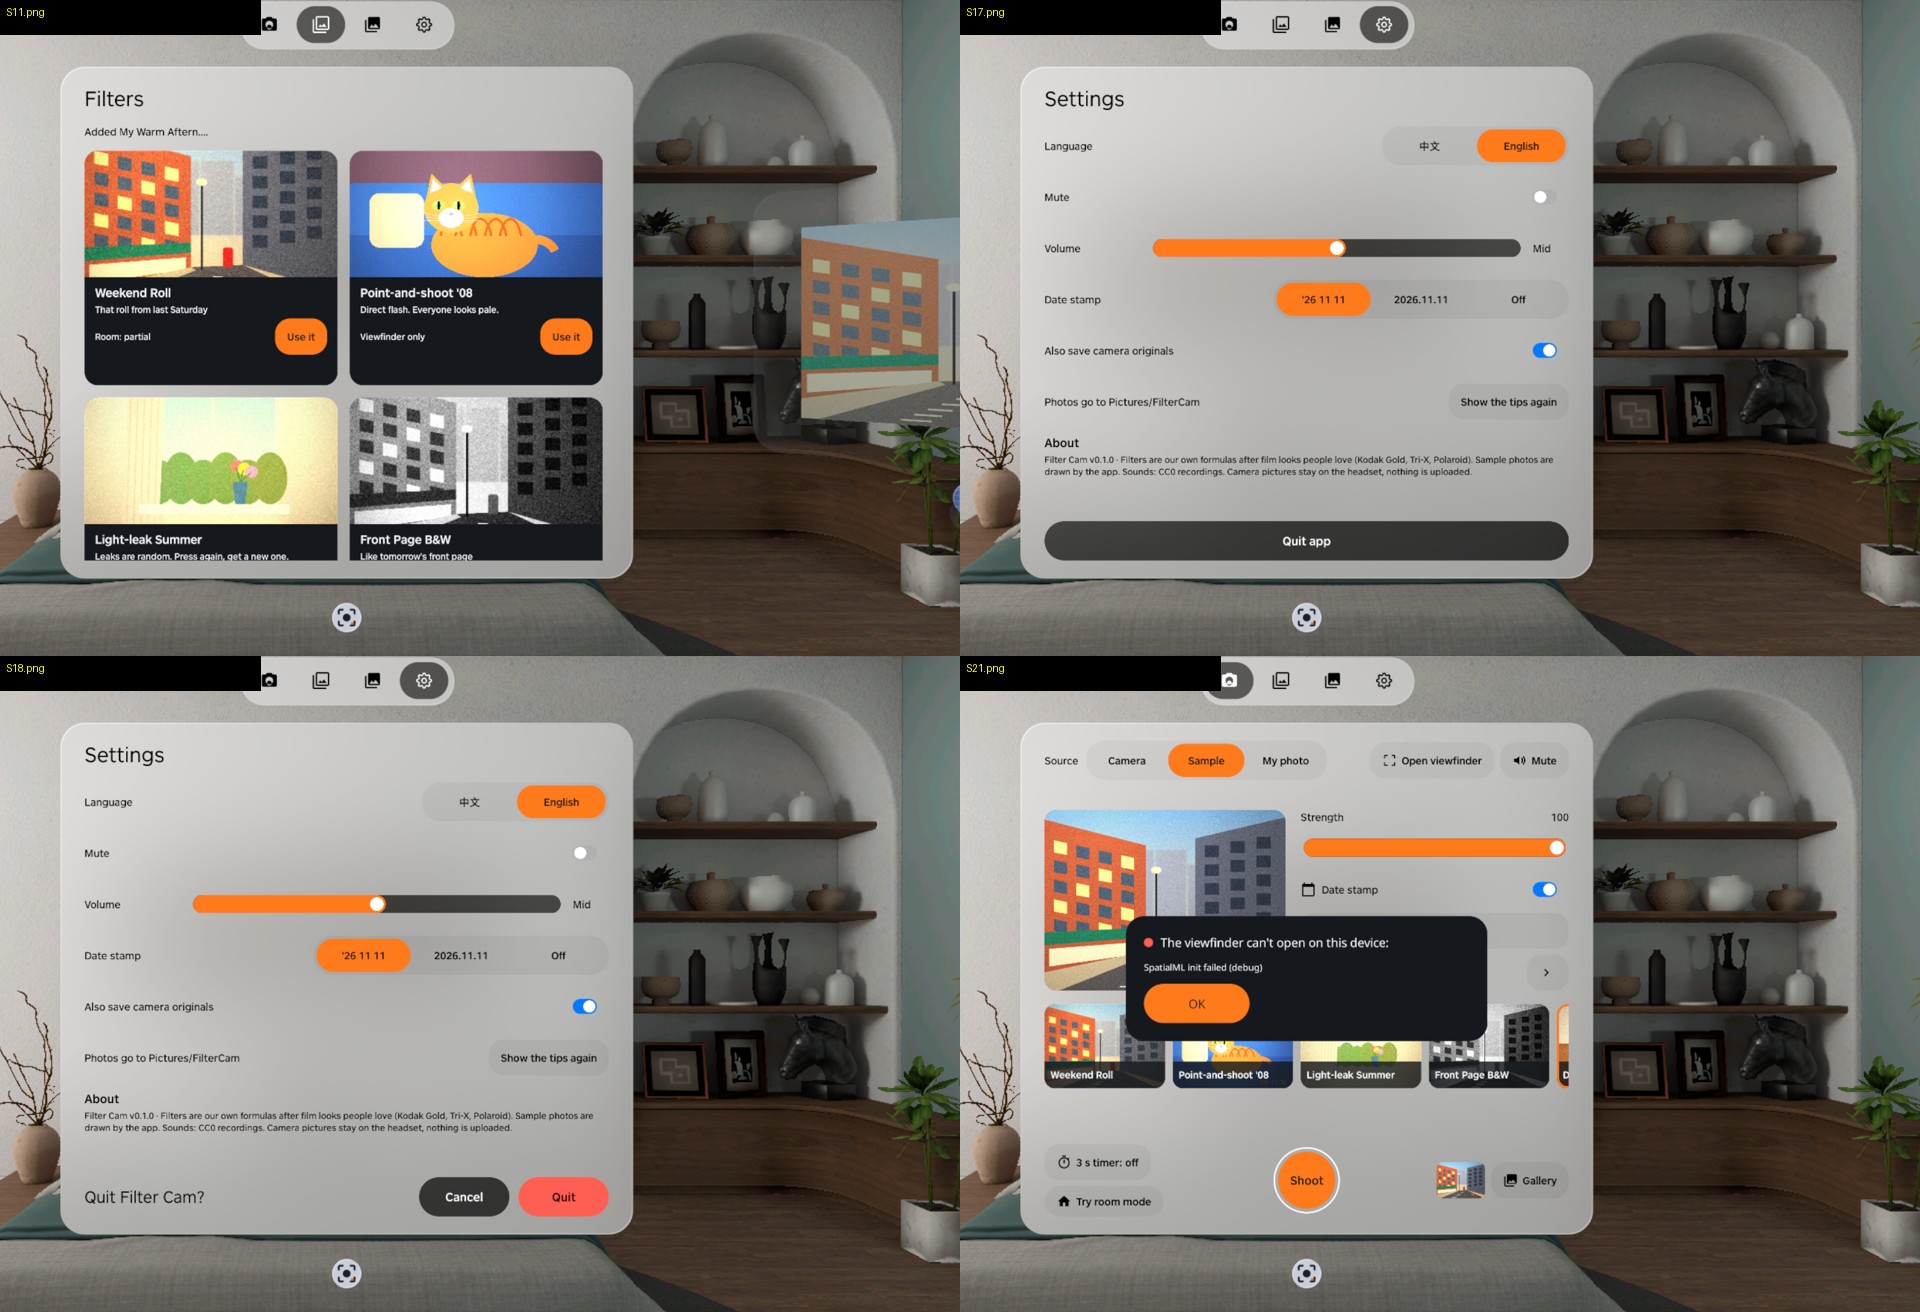 S11.png
Filters
Added My Warm Aftern....
Weekend Roll
That roll from last Saturday
Room: partial
Use it
Point-and-shoot '08
Direct flash. Everyone looks pale.
Viewfinder only
Use it
Light-leak Summer
Leaks are random. Press again, get a new one.
Front Page B&W
Like tomorrow's front page
S17.png
Settings
Language
中文
English
Mute
Volume
Mid
Date stamp
'26 11 11
2026.11.11
Off
Also save camera originals
Photos go to Pictures/FilterCam
Show the tips again
About
Filter Cam v0.1.0 · Filters are our own formulas after film looks people love (Kodak Gold, Tri-X, Polaroid). Sample photos are
drawn by the app. Sounds: CC0 recordings. Camera pictures stay on the headset, nothing is uploaded.
Quit app
S18.png
Settings
Language
中文
English
Mute
Volume
Mid
Date stamp
'26 11 11
2026.11.11
Off
Also save camera originals
Photos go to Pictures/FilterCam
Show the tips again
About
Filter Cam v0.1.0 · Filters are our own formulas after film looks people love (Kodak Gold, Tri-X, Polaroid). Sample photos are
drawn by the app. Sounds: CC0 recordings. Camera pictures stay on the headset, nothing is uploaded.
Quit Filter Cam?
Cancel
Quit
S21.png
Source
Camera
Sample
My photo
Open viewfinder
Mute
Strength
100
Date stamp
The viewfinder can't open on this device:
SpatialML init failed (debug)
OK
Weekend Roll
Point-and-shoot '08
Light-leak Summer
Front Page B&W
D
3 s timer: off
Try room mode
Shoot
Gallery